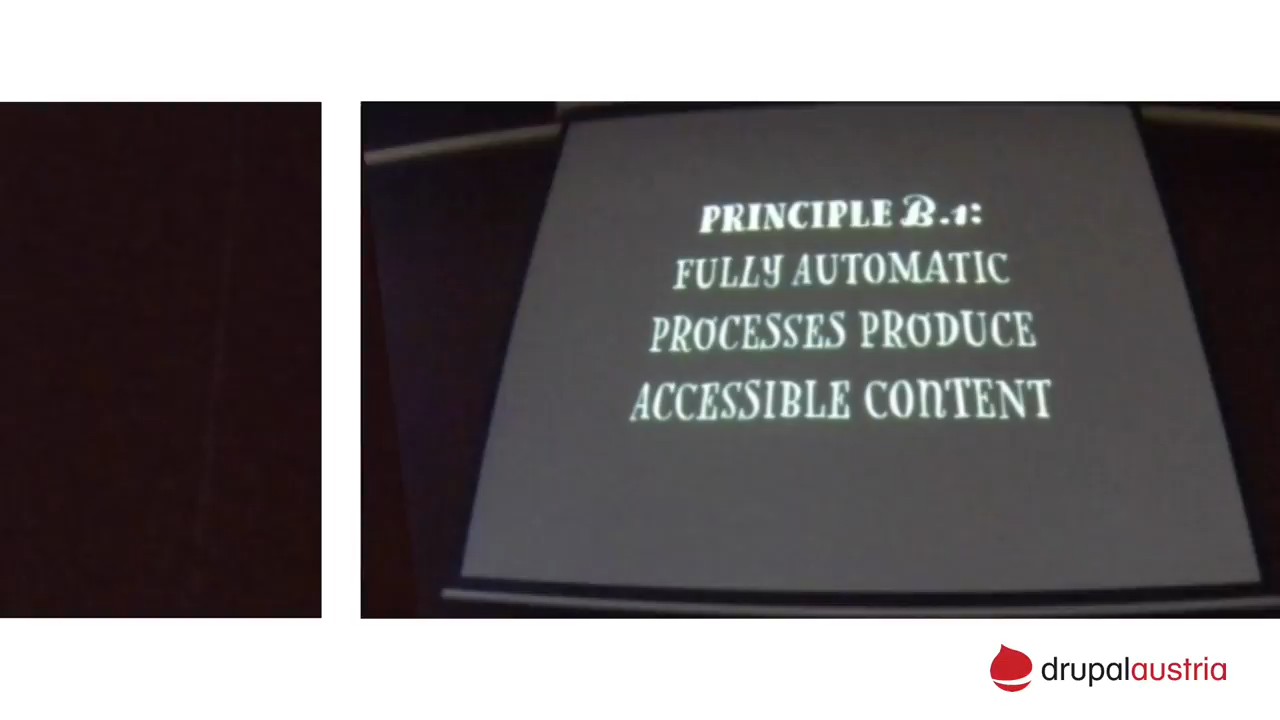 PRINCIPLE B.1:
FULLY AUTOMATIC
PROCESSES PRODUCE
ACCESSIBLE CONTENT
drupalaustria